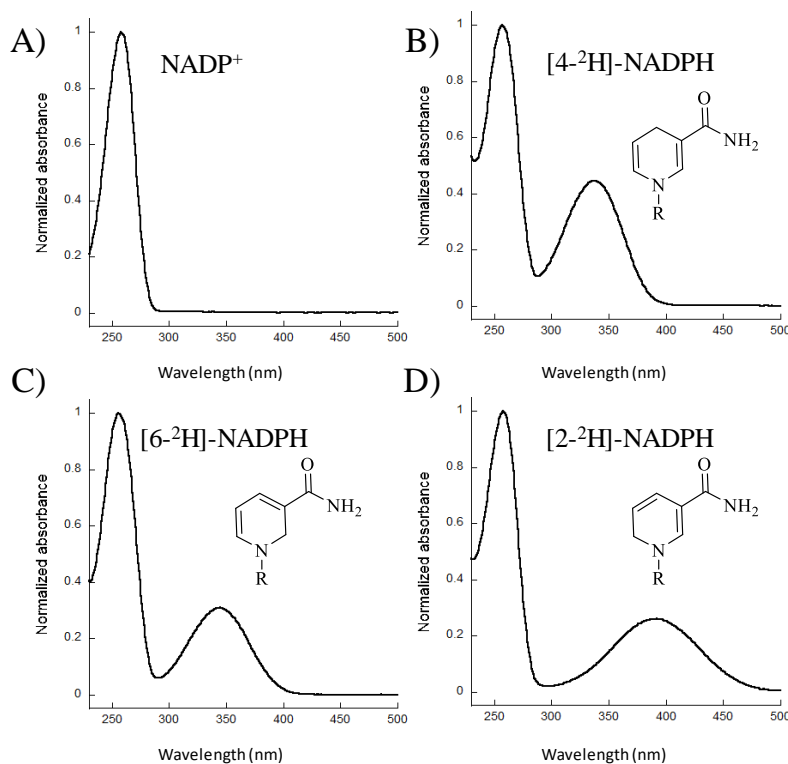 A)
NADP⁺
Normalized absorbance
1
0.8
0.6
0.4
0.2
0
250 300 350 400 450 500
Wavelength (nm)
B)
[4-²H]-NADPH
O
NH₂
N
R
Normalized absorbance
1
0.8
0.6
0.4
0.2
0
250 300 350 400 450 500
Wavelength (nm)
C)
[6-²H]-NADPH
O
NH₂
N
R
Normalized absorbance
1
0.8
0.6
0.4
0.2
0
250 300 350 400 450 500
Wavelength (nm)
D)
[2-²H]-NADPH
O
NH₂
N
R
Normalized absorbance
1
0.8
0.6
0.4
0.2
0
250 300 350 400 450 500
Wavelength (nm)